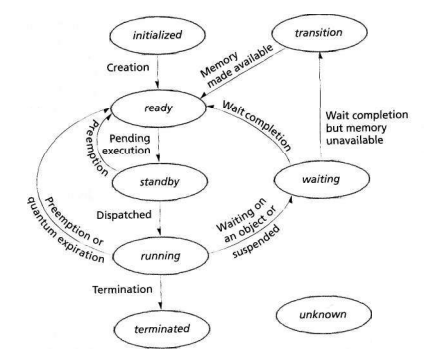 initialized
transition
Creation
Memory
made available
ready
Wait completion
Wait completion
but memory
unavailable
Preemption
Pending
execution
standby
waiting
Dispatched
Waiting on
an object or
suspended
Preemption or
quantum expiration
running
Termination
terminated
unknown